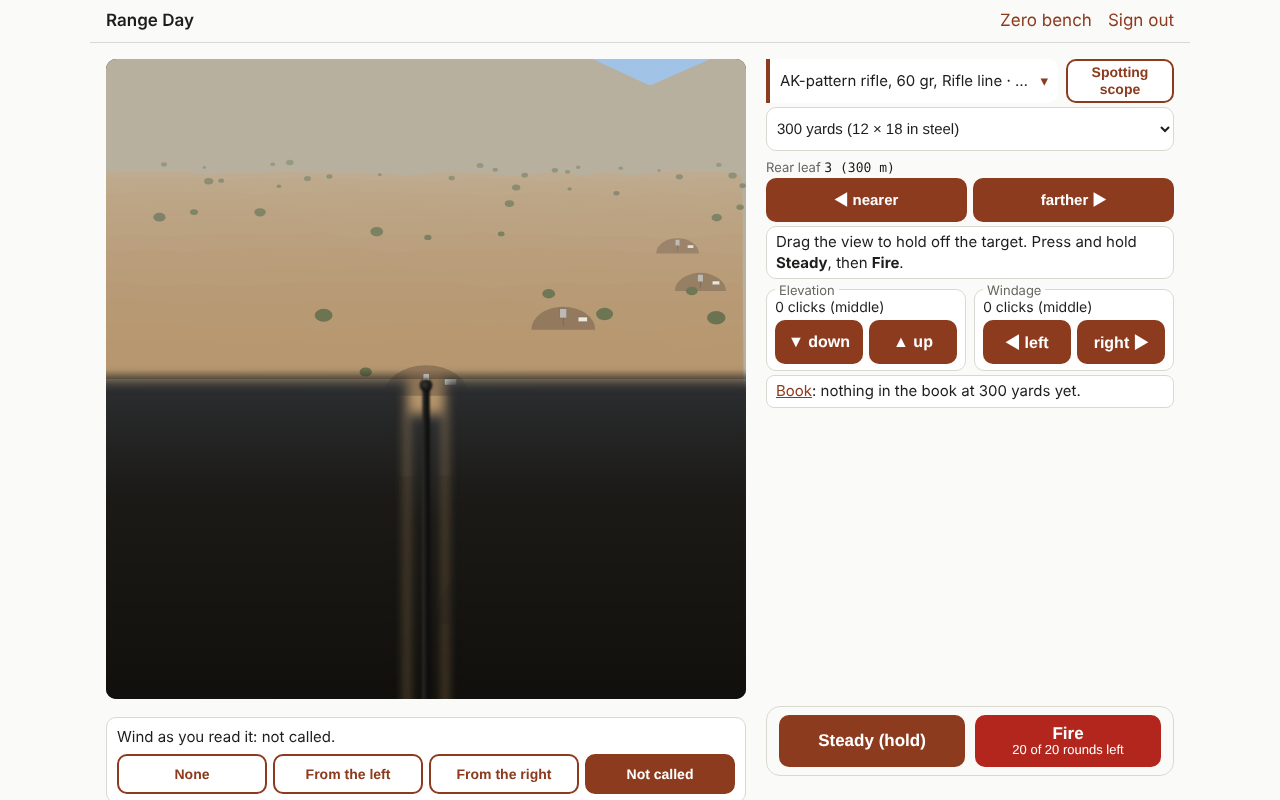 Range Day
Zero bench
Sign out
AK-pattern rifle, 60 gr, Rifle line · ... ▾
Spotting
scope
300 yards (12 × 18 in steel)
Rear leaf 3 (300 m)
◀ nearer
farther ▶
Drag the view to hold off the target. Press and hold
Steady, then Fire.
Elevation
0 clicks (middle)
▼ down
▲ up
Windage
0 clicks (middle)
◀ left
right ▶
Book: nothing in the book at 300 yards yet.
Wind as you read it: not called.
None
From the left
From the right
Not called
Steady (hold)
Fire
20 of 20 rounds left